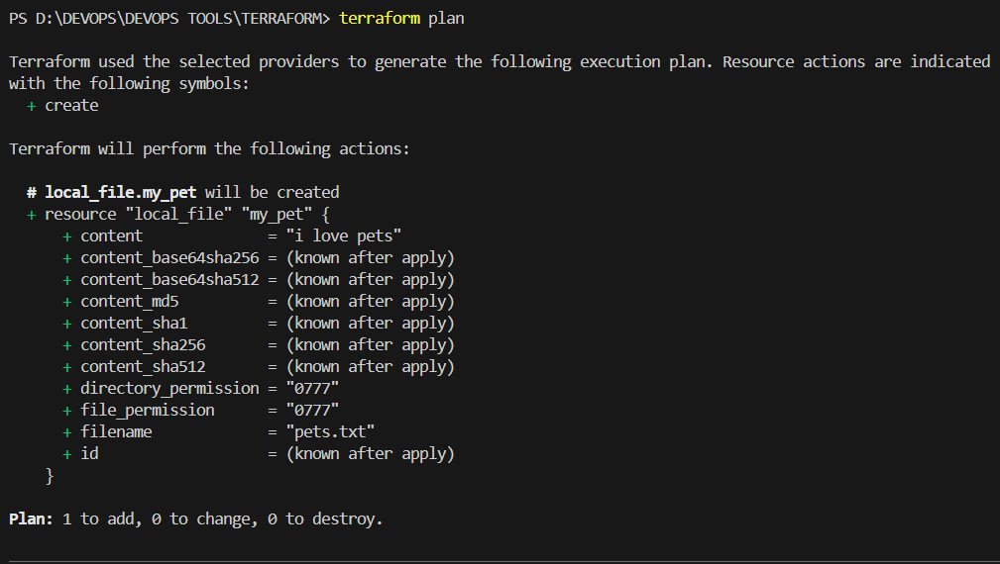 PS D:\DEVOPS\DEVOPS TOOLS\TERRAFORM> terraform plan
Terraform used the selected providers to generate the following execution plan. Resource actions are indicated
with the following symbols:
  + create
Terraform will perform the following actions:
  # local_file.my_pet will be created
  + resource "local_file" "my_pet" {
      + content              = "i love pets"
      + content_base64sha256 = (known after apply)
      + content_base64sha512 = (known after apply)
      + content_md5          = (known after apply)
      + content_sha1         = (known after apply)
      + content_sha256       = (known after apply)
      + content_sha512       = (known after apply)
      + directory_permission = "0777"
      + file_permission      = "0777"
      + filename             = "pets.txt"
      + id                   = (known after apply)
    }
Plan: 1 to add, 0 to change, 0 to destroy.